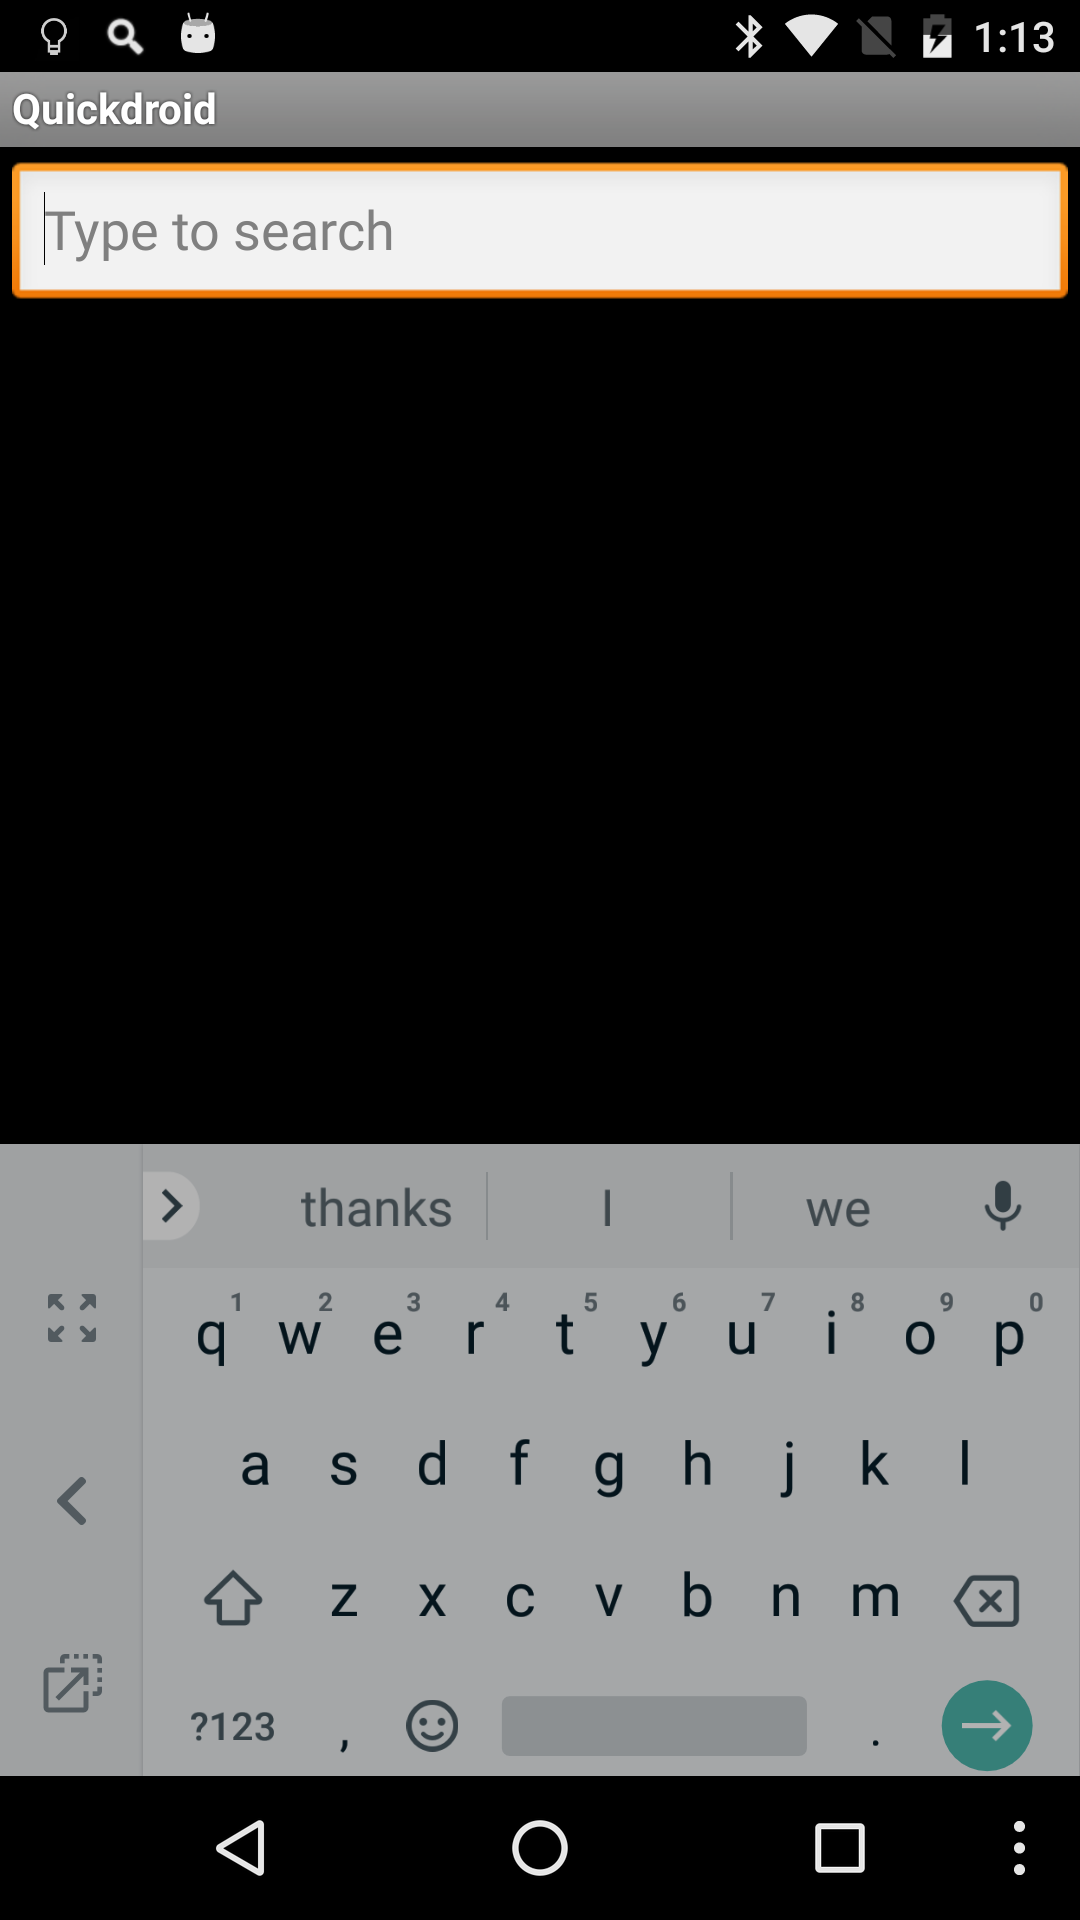 1:13
Quickdroid
Type to search
thanks I we
1 2 3 4 5 6 7 8 9 0
q w e r t y u i o p
a s d f g h j k l
z x c v b n m
?123 , .